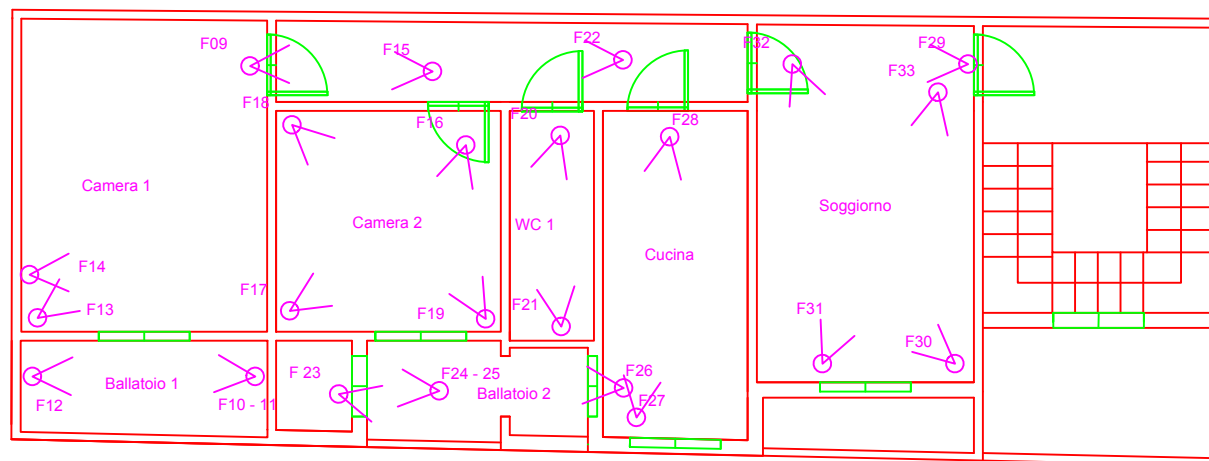 F09
F15
F22
F32
F29
F33
F18
F16
F20
F28
Camera 1
Camera 2
WC 1
Soggiorno
Cucina
F14
F13
F17
F19
F21
F31
F30
Ballatoio 1
F12
F10 - 11
F 23
F24 - 25
Ballatoio 2
F26
F27